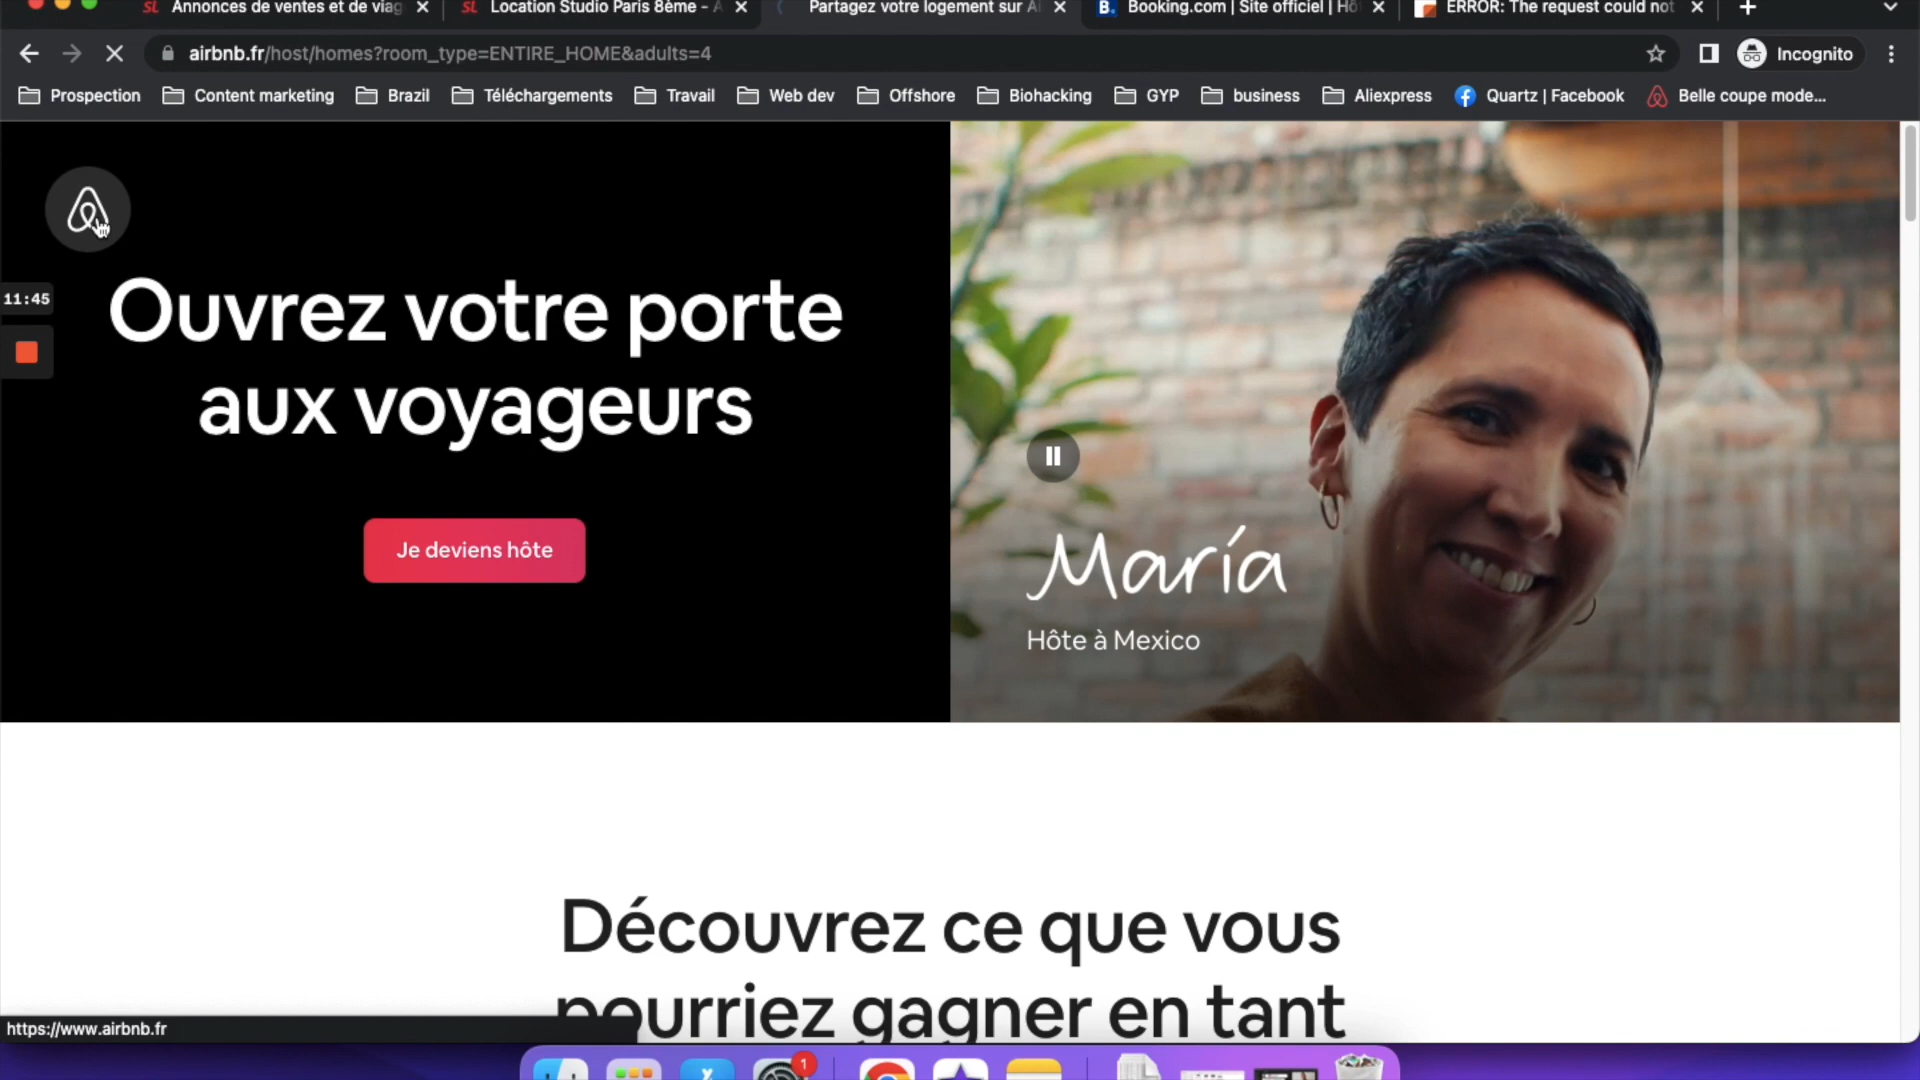 Annonces de ventes et de viag
Location Studio Paris 8ème - A
Partagez votre logement sur Ai
B. Booking.com | Site officiel | Hô
ERROR: The request could not
airbnb.fr/host/homes?room_type=ENTIRE_HOME&adults=4
Incognito
Prospection
Content marketing
Brazil
Téléchargements
Travail
Web dev
Offshore
Biohacking
GYP
business
Aliexpress
Quartz | Facebook
Belle coupe mode...
11:45
Ouvrez votre porte
aux voyageurs
Je deviens hôte
María
Hôte à Mexico
Découvrez ce que vous
pourriez gagner en tant
https://www.airbnb.fr
1